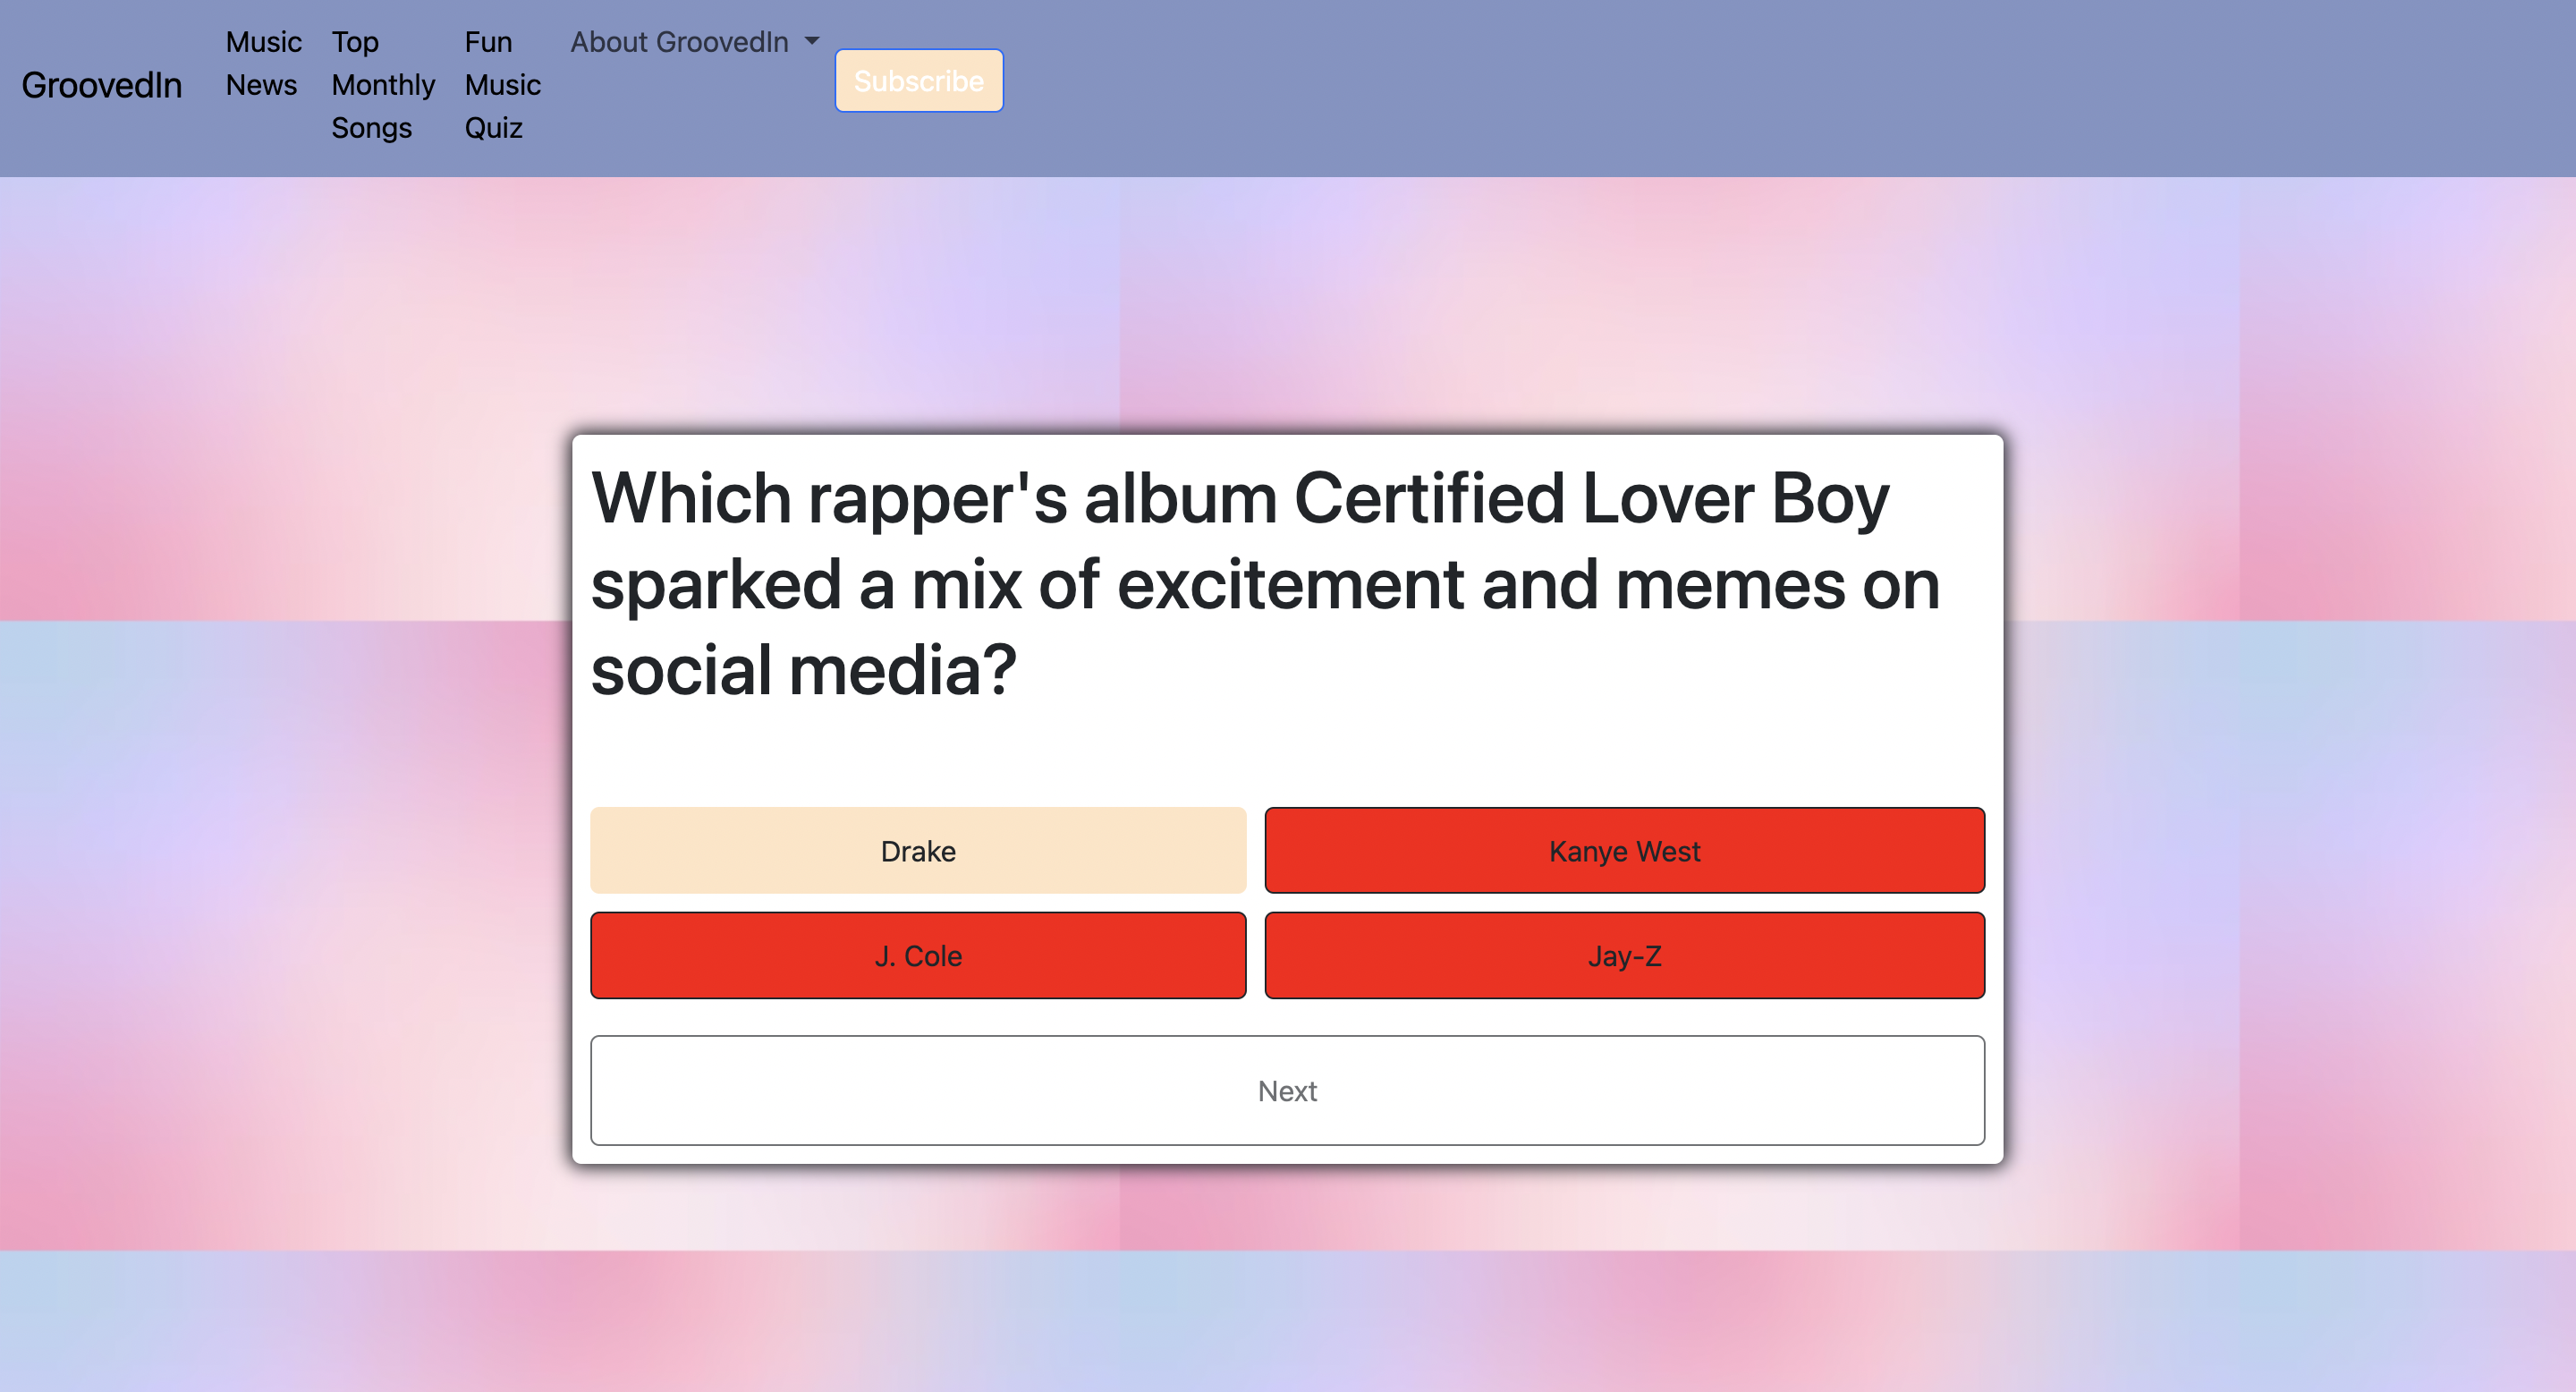 GroovedIn
Music
News
Top
Monthly
Songs
Fun
Music
Quiz
About GroovedIn
Subscribe
Which rapper's album Certified Lover Boy
sparked a mix of excitement and memes on
social media?
Drake
Kanye West
J. Cole
Jay-Z
Next